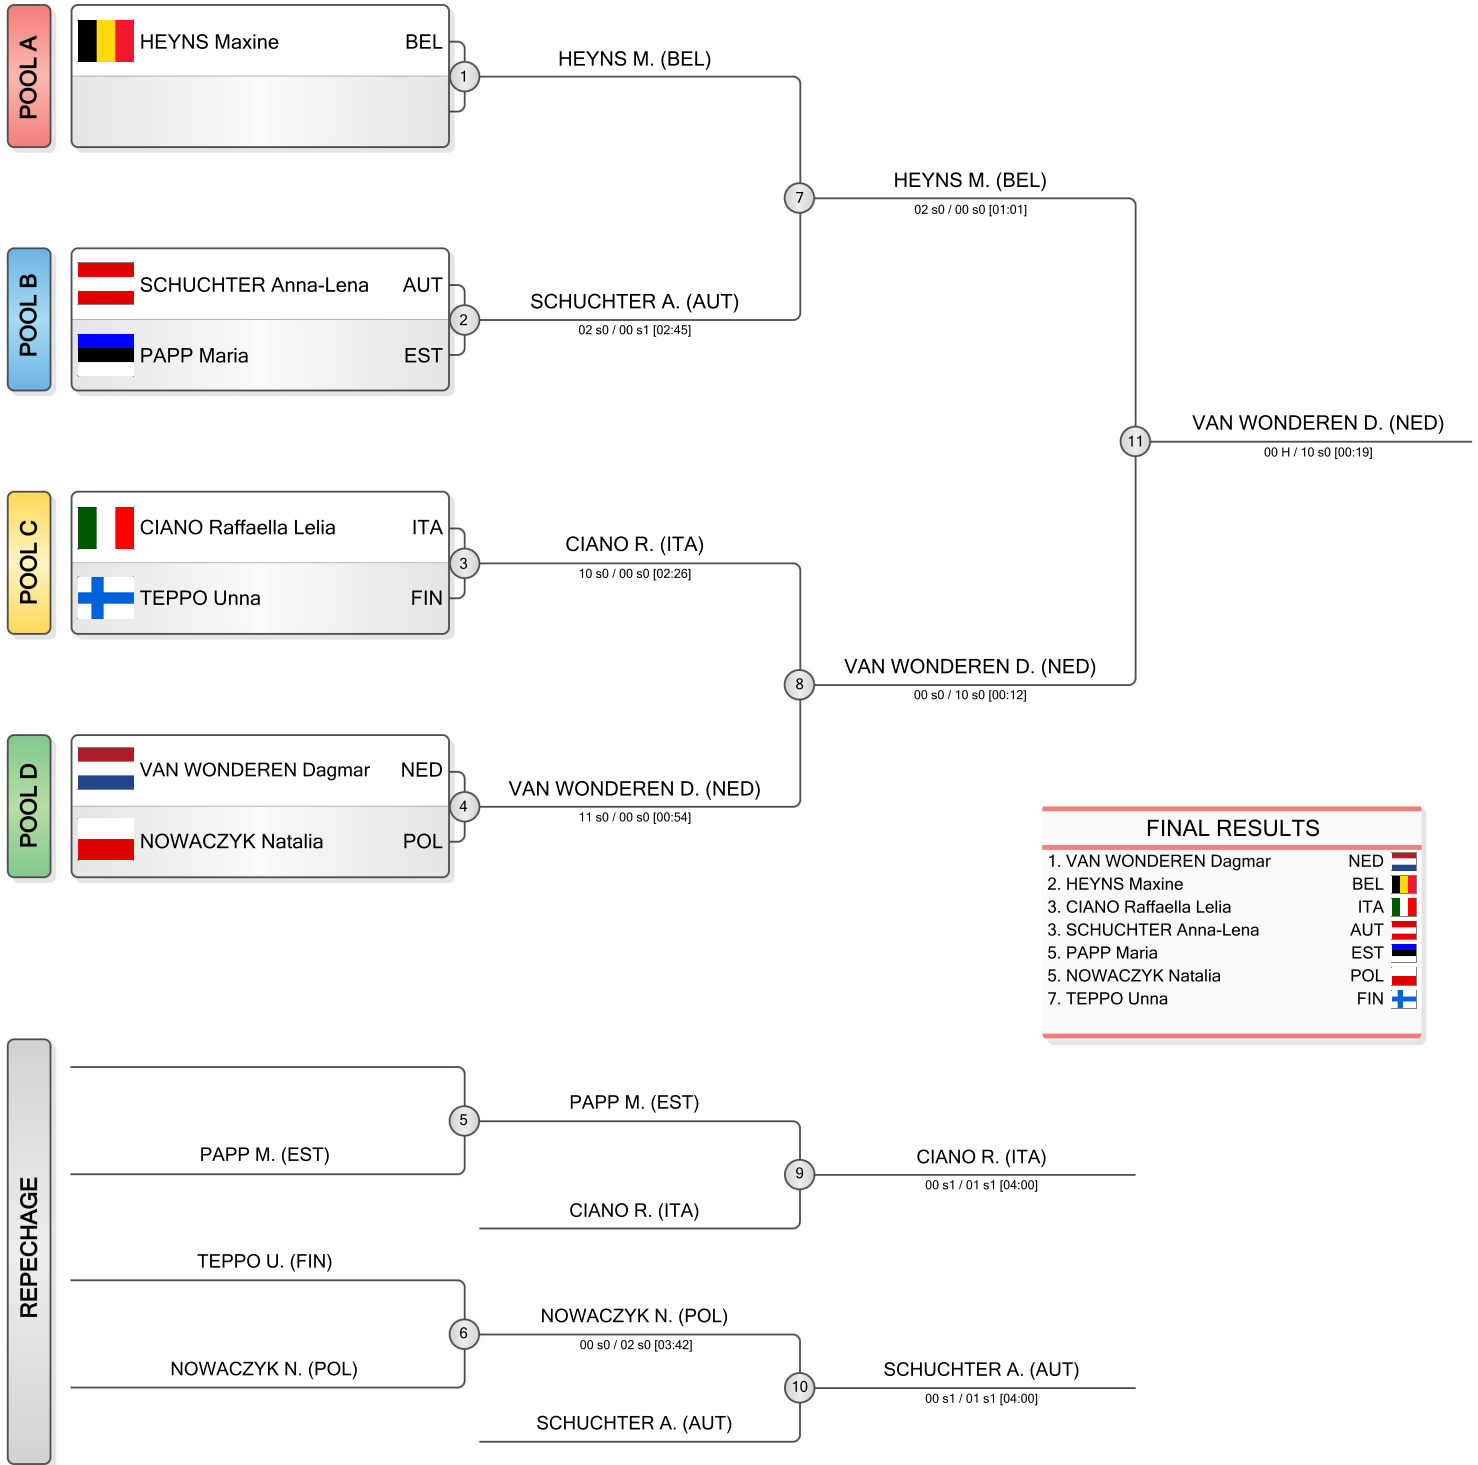 POOL A
HEYNS Maxine BEL
1
HEYNS M. (BEL)
7
HEYNS M. (BEL)
02 s0 / 00 s0 [01:01]
POOL B
SCHUCHTER Anna-Lena AUT
PAPP Maria EST
2
SCHUCHTER A. (AUT)
02 s0 / 00 s1 [02:45]
11
VAN WONDEREN D. (NED)
00 H / 10 s0 [00:19]
POOL C
CIANO Raffaella Lelia ITA
TEPPO Unna FIN
3
CIANO R. (ITA)
10 s0 / 00 s0 [02:26]
8
VAN WONDEREN D. (NED)
00 s0 / 10 s0 [00:12]
POOL D
VAN WONDEREN Dagmar NED
NOWACZYK Natalia POL
4
VAN WONDEREN D. (NED)
11 s0 / 00 s0 [00:54]
FINAL RESULTS
1. VAN WONDEREN Dagmar NED
2. HEYNS Maxine BEL
3. CIANO Raffaella Lelia ITA
3. SCHUCHTER Anna-Lena AUT
5. PAPP Maria EST
5. NOWACZYK Natalia POL
7. TEPPO Unna FIN
REPECHAGE
PAPP M. (EST)
5
PAPP M. (EST)
CIANO R. (ITA)
9
CIANO R. (ITA)
00 s1 / 01 s1 [04:00]
TEPPO U. (FIN)
NOWACZYK N. (POL)
6
NOWACZYK N. (POL)
00 s0 / 02 s0 [03:42]
SCHUCHTER A. (AUT)
10
SCHUCHTER A. (AUT)
00 s1 / 01 s1 [04:00]